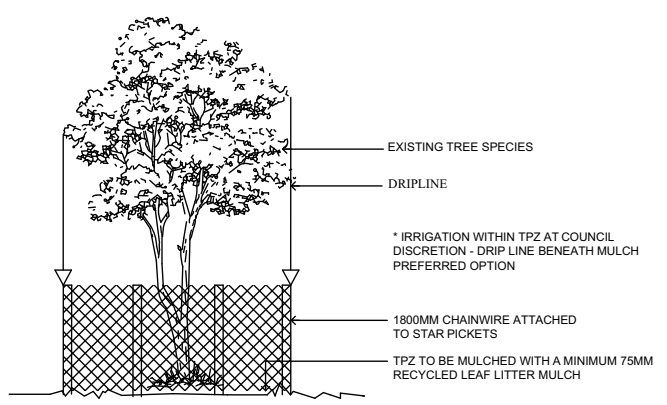 EXISTING TREE SPECIES
DRIPLINE
* IRRIGATION WITHIN TPZ AT COUNCIL
DISCRETION - DRIP LINE BENEATH MULCH
PREFERRED OPTION
1800MM CHAINWIRE ATTACHED
TO STAR PICKETS
TPZ TO BE MULCHED WITH A MINIMUM 75MM
RECYCLED LEAF LITTER MULCH